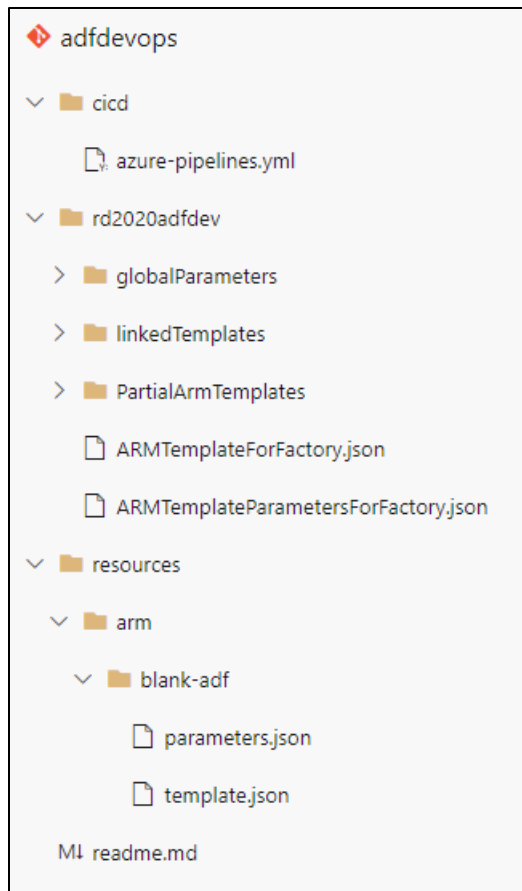 adfdevops
cicd
azure-pipelines.yml
rd2020adfdev
globalParameters
linkedTemplates
PartialArmTemplates
ARMTemplateForFactory.json
ARMTemplateParametersForFactory.json
resources
arm
blank-adf
parameters.json
template.json
M↓ readme.md